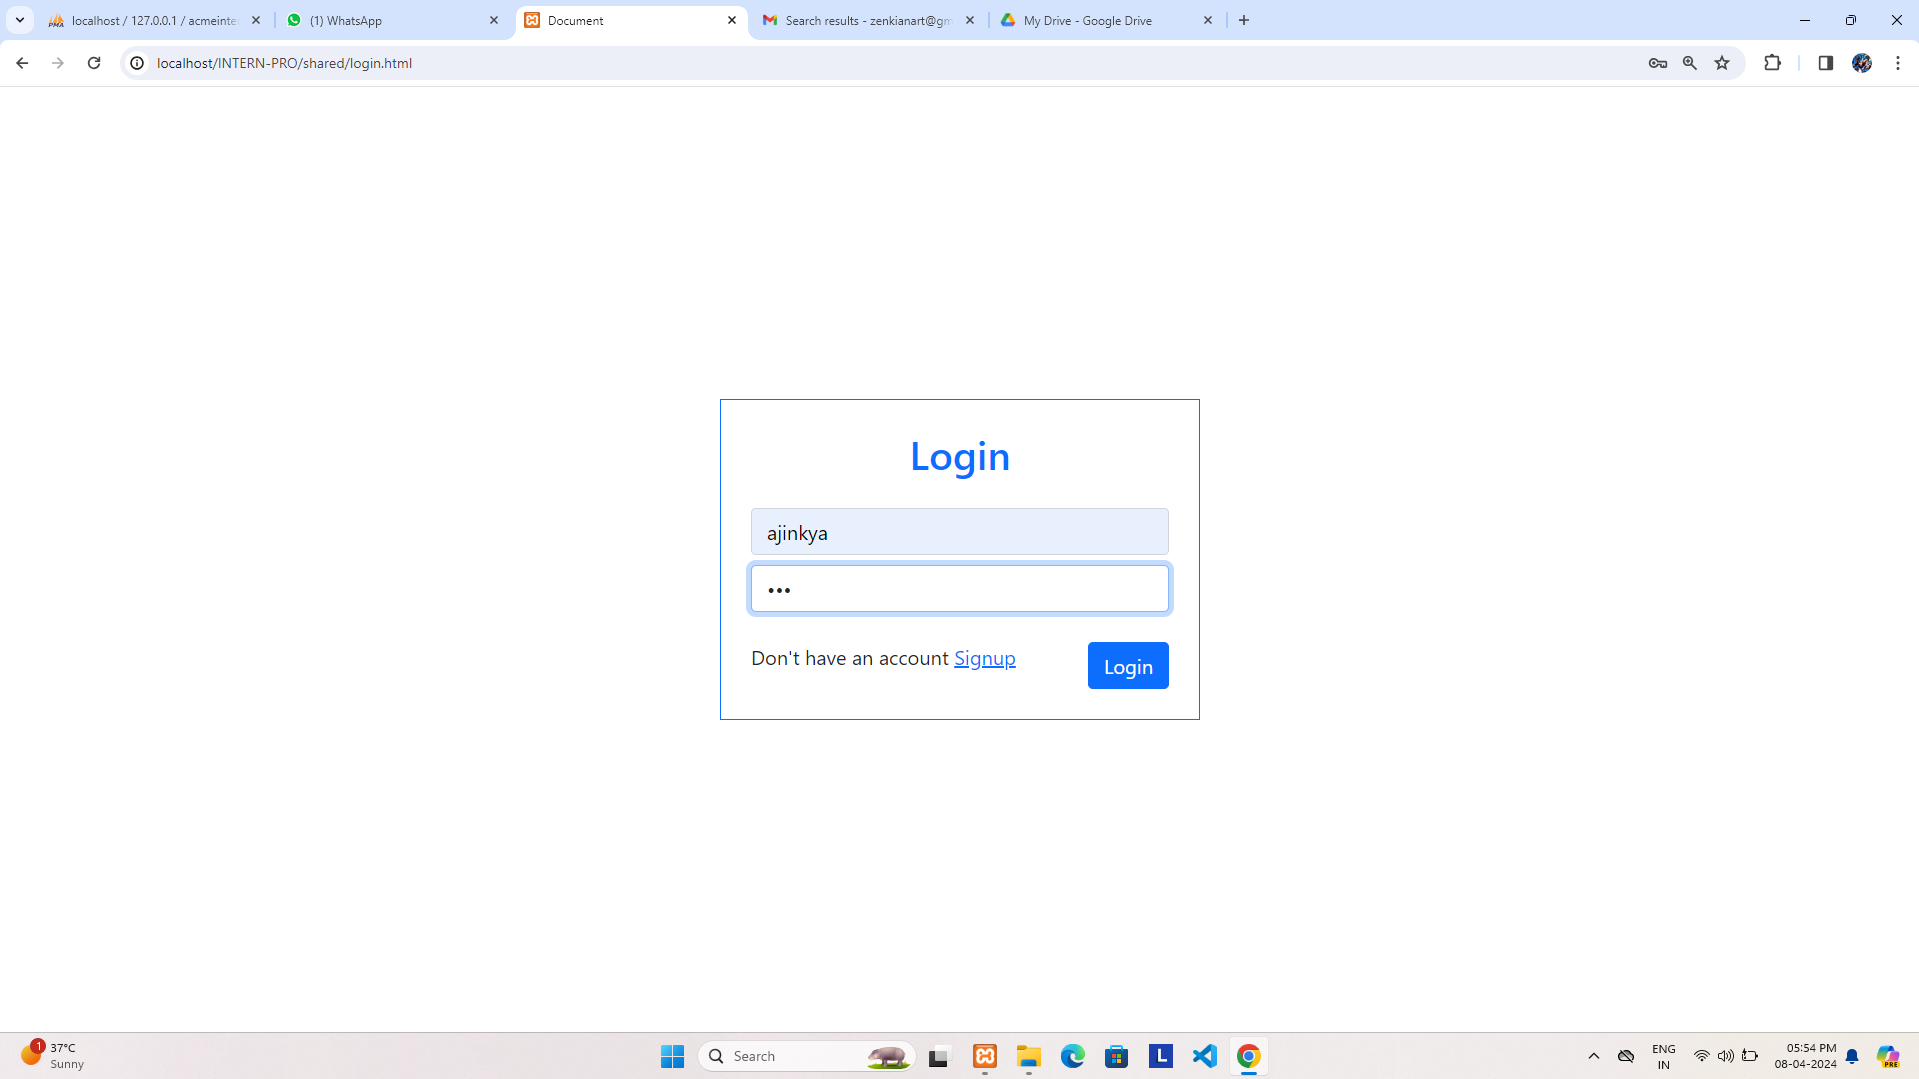 localhost / 127.0.0.1 / acmeinte
(1) WhatsApp
Document
Search results - zenkianart@gm
My Drive - Google Drive
localhost/INTERN-PRO/shared/login.html
Login
ajinkya
•••
Don't have an account Signup
Login
1
37°C
Sunny
Search
L
ENG
IN
05:54 PM
08-04-2024
PRE